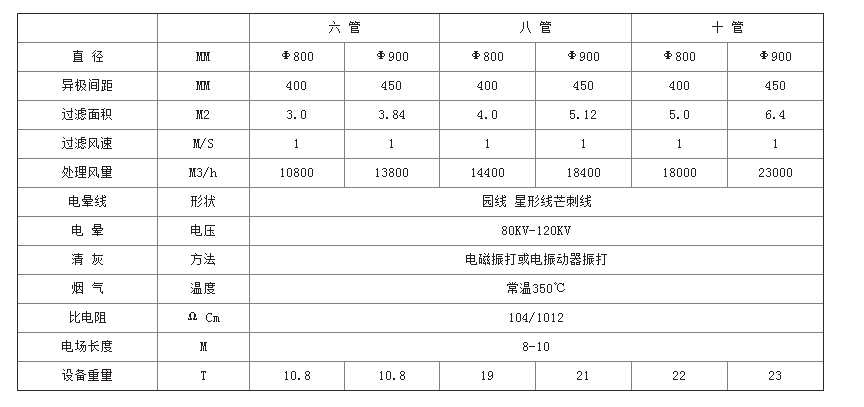 六 管 八 管 十 管
直 径 MM Φ800 Φ900 Φ800 Φ900 Φ800 Φ900
异极间距 MM 400 450 400 450 400 450
过滤面积 M2 3.0 3.84 4.0 5.12 5.0 6.4
过滤风速 M/S 1 1 1 1 1 1
处理风量 M3/h 10800 13800 14400 18400 18000 23000
电晕线 形状 园线 星形线芒刺线
电 晕 电压 80KV-120KV
清 灰 方法 电磁振打或电振动器振打
烟 气 温度 常温350℃
比电阻 Ω Cm 104/1012
电场长度 M 8-10
设备重量 T 10.8 10.8 19 21 22 23